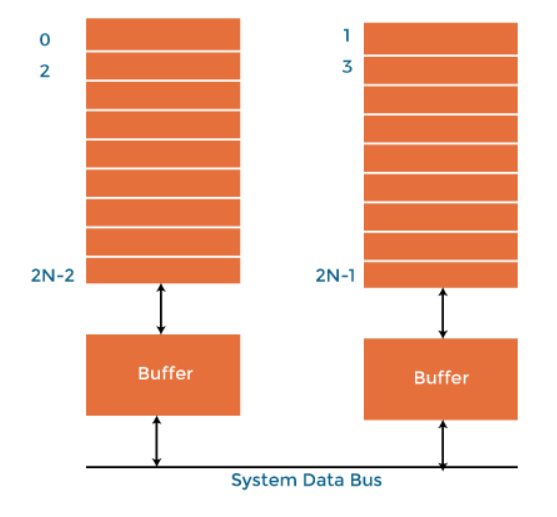 0
2
2N-2
Buffer
1
3
2N-1
Buffer
System Data Bus